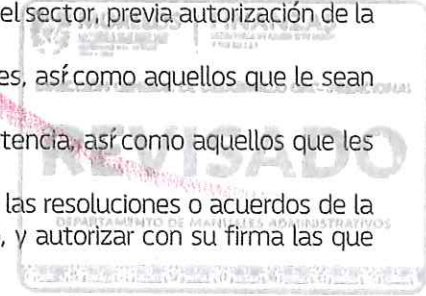 el sector, previa autorización de la
es, así como aquellos que le sean
tencia, así como aquellos que les
REVISADO
las resoluciones o acuerdos de la
DEPARTAMENTO DE MANUALES ADMINISTRATIVOS
, y autorizar con su firma las que